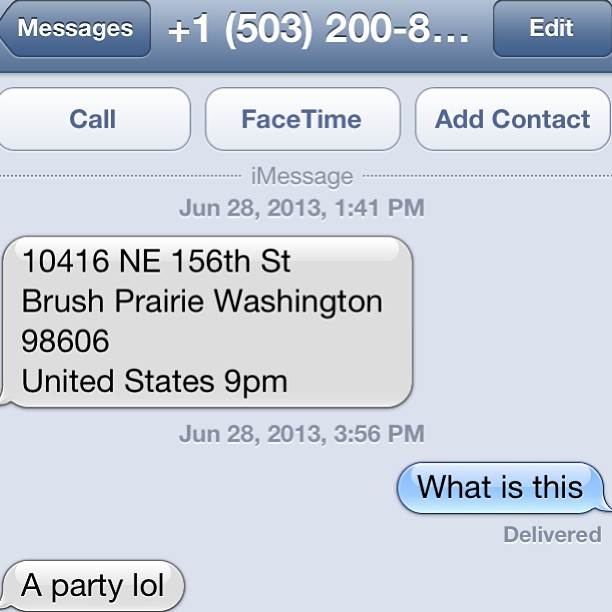 Messages +1 (503) 200-8... Edit
Call FaceTime Add Contact
iMessage
Jun 28, 2013, 1:41 PM
10416 NE 156th St
Brush Prairie Washington
98606
United States 9pm
Jun 28, 2013, 3:56 PM
What is this
Delivered
A party lol